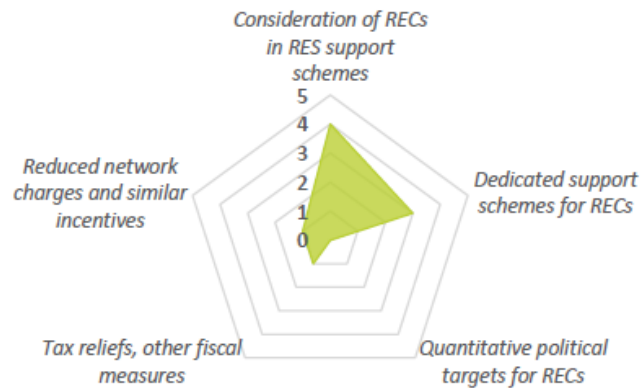 Consideration of RECs
in RES support
schemes
5
4
3
2
1
0
Reduced network
charges and similar
incentives
Dedicated support
schemes for RECs
Tax reliefs, other fiscal
measures
Quantitative political
targets for RECs